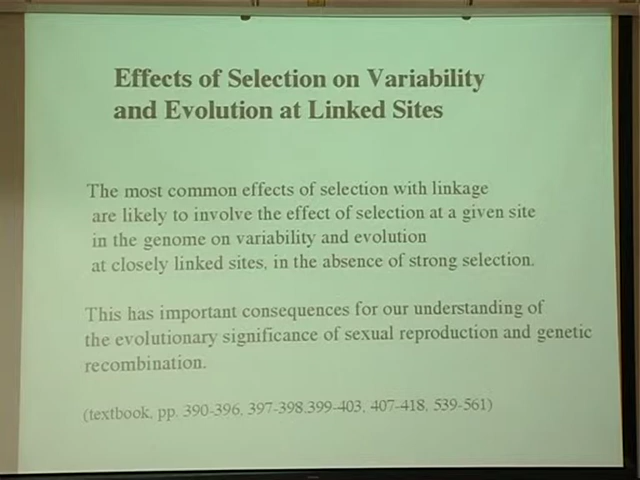 Effects of Selection on Variability
and Evolution at Linked Sites
The most common effects of selection with linkage
are likely to involve the effect of selection at a given site
in the genome on variability and evolution
at closely linked sites, in the absence of strong selection.
This has important consequences for our understanding of
the evolutionary significance of sexual reproduction and genetic
recombination.
(textbook, pp. 390-396, 397-398.399-403, 407-418, 539-561)